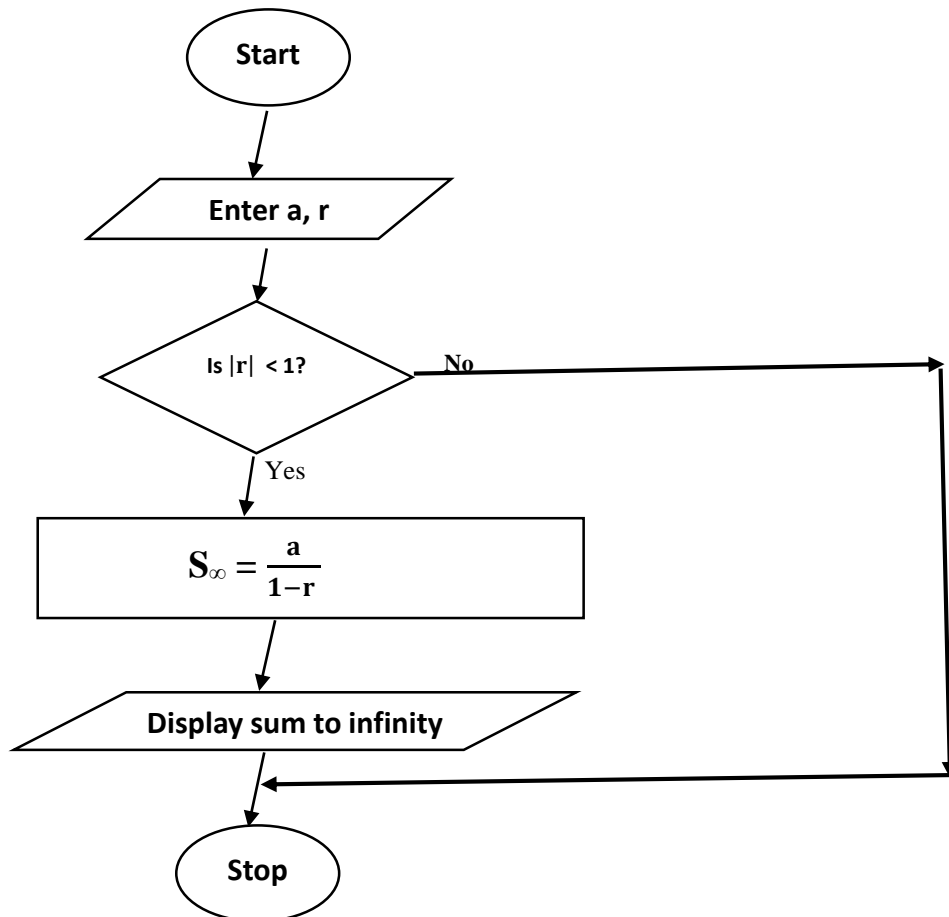 Start
Enter a, r
Is |r| < 1?
No
Yes
S∞ = a/1−r
Display sum to infinity
Stop